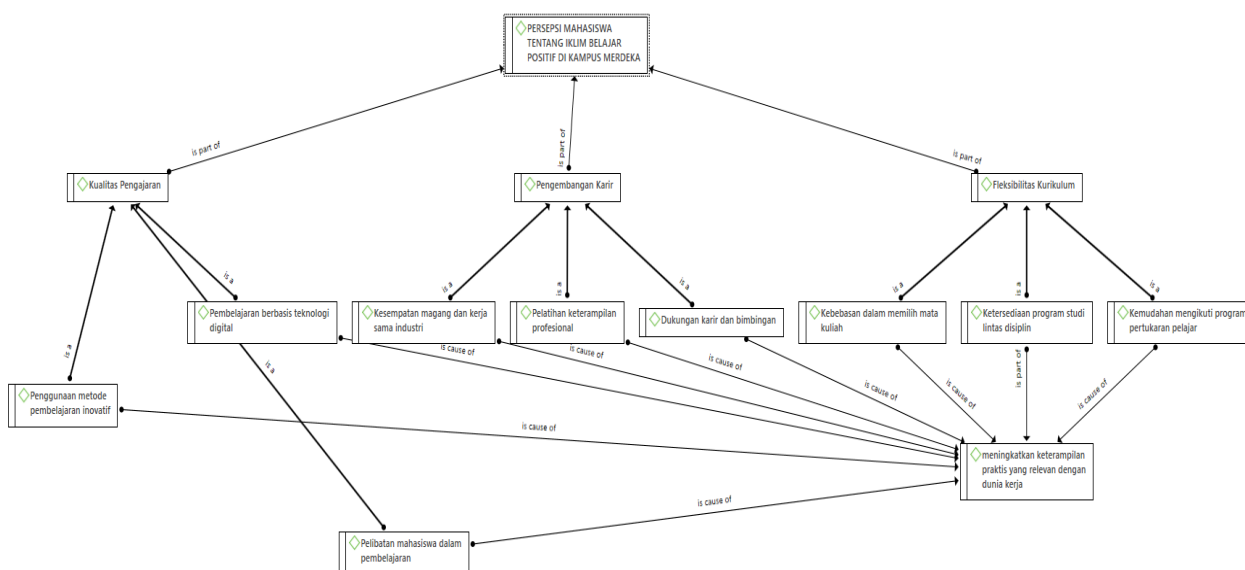 PERSEPSI MAHASISWA
TENTANG IKLIM BELAJAR
POSITIF DI KAMPUS MERDEKA
is part of
is part of
is part of
Kualitas Pengajaran
Pengembangan Karir
Fleksibilitas Kurikulum
is a
is a
is a
is a
is a
is a
is a
Pembelajaran berbasis teknologi
digital
Kesempatan magang dan kerja
sama industri
Pelatihan keterampilan
profesional
Dukungan karir dan bimbingan
Kebebasan dalam memilih mata
kuliah
Ketersediaan program studi
lintas disiplin
Kemudahan mengikuti program
pertukaran pelajar
is a
is a
is cause of
is cause of
is cause of
is cause of
is cause of
is part of
is cause of
Penggunaan metode
pembelajaran inovatif
is cause of
meningkatkan keterampilan
praktis yang relevan dengan
dunia kerja
is cause of
Pelibatan mahasiswa dalam
pembelajaran